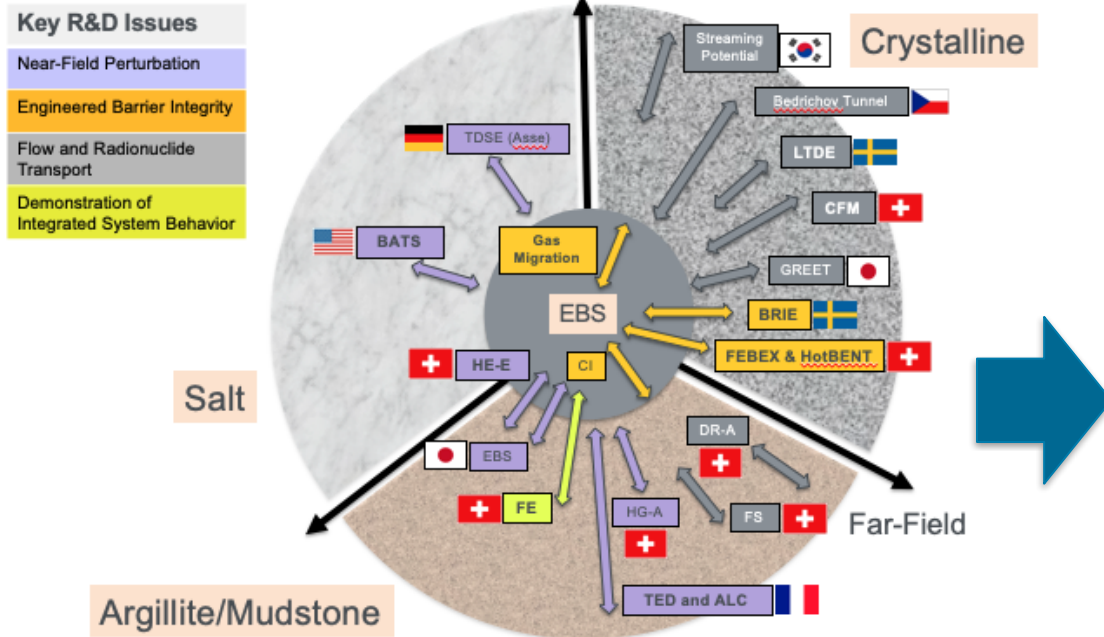 Key R&D Issues
Near-Field Perturbation
Engineered Barrier Integrity
Flow and Radionuclide
Transport
Demonstration of
Integrated System Behavior
Crystalline
Streaming
Potential
Bedrichov Tunnel
TDSE (Asse)
LTDE
CFM
BATS
Gas
Migration
GREET
EBS
BRIE
FEBEX & HotBENT
HE-E
CI
Salt
DR-A
EBS
FE
HG-A
FS
Far-Field
TED and ALC
Argillite/Mudstone